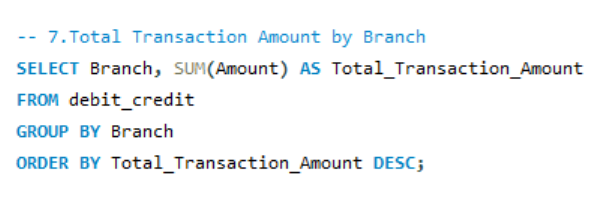 -- 7.Total Transaction Amount by Branch
SELECT Branch, SUM(Amount) AS Total_Transaction_Amount
FROM debit_credit
GROUP BY Branch
ORDER BY Total_Transaction_Amount DESC;